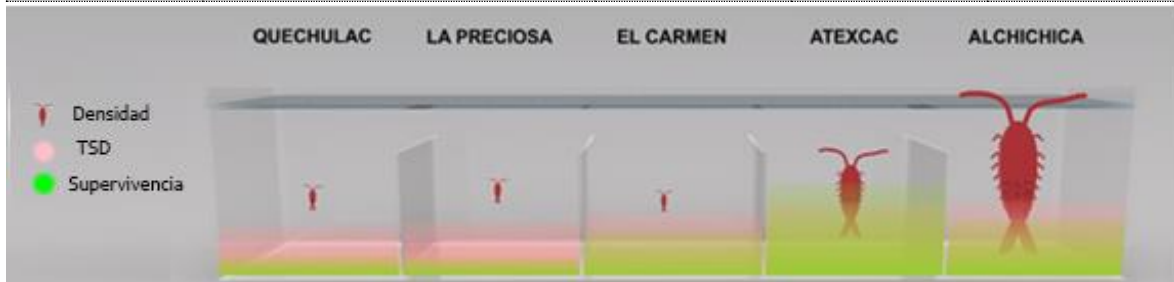 QUECHULAC LA PRECIOSA EL CARMEN ATEXCAC ALCHICHICA
Densidad
TSD
Supervivencia